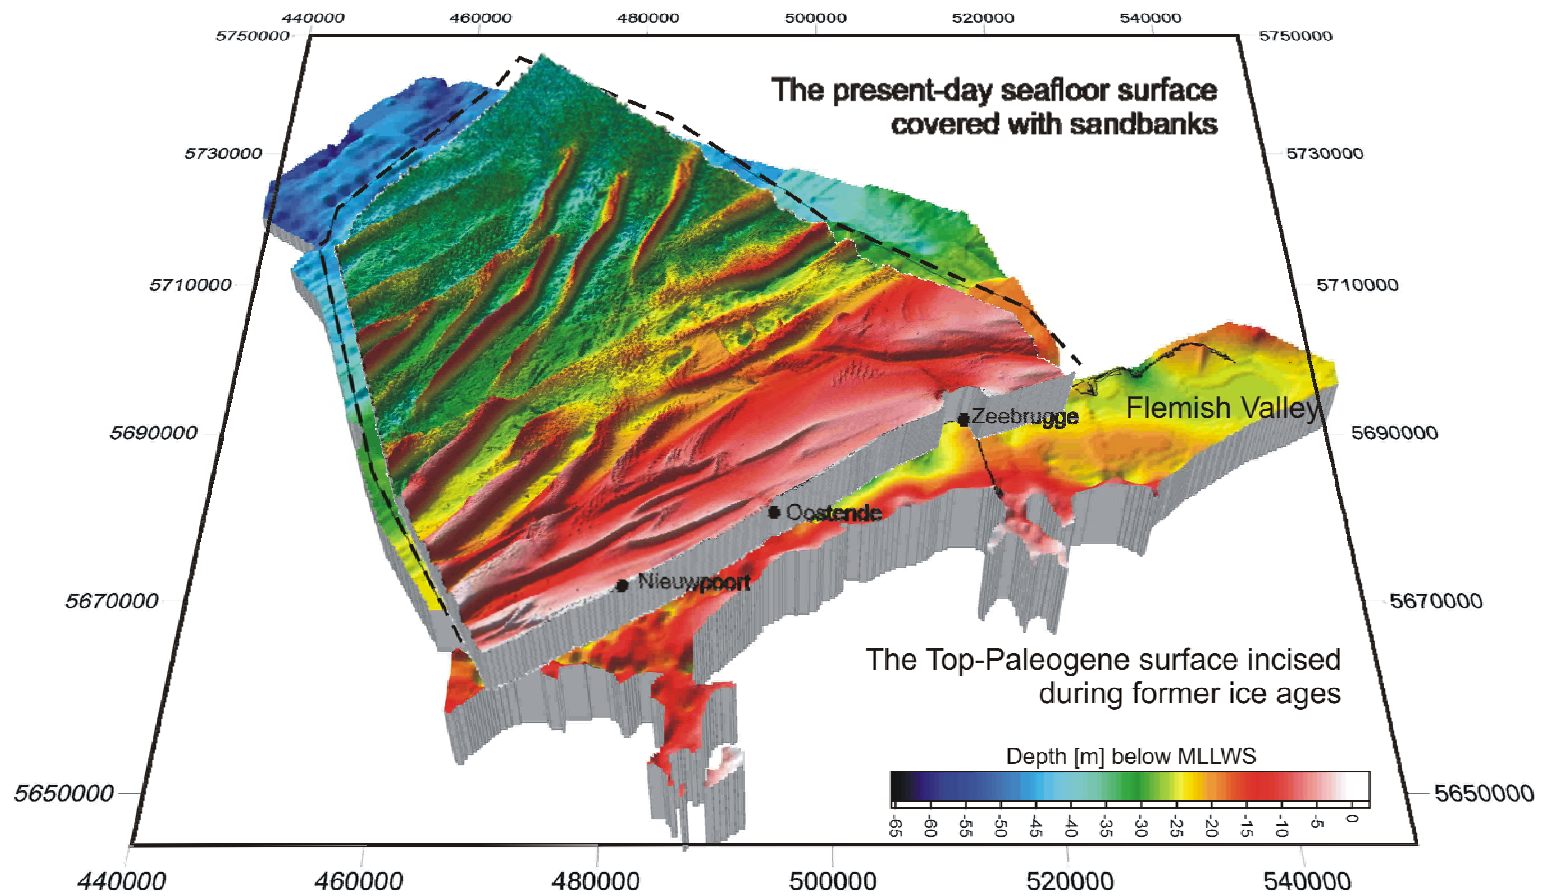 440000 460000 480000 500000 520000 540000
5750000 5750000
The present-day seafloor surface
covered with sandbanks
5730000 5730000
5710000 5710000
Flemish Valley
Zeebrugge
5690000 5690000
Oostende
Nieuwpoort
5670000 5670000
The Top-Paleogene surface incised
during former ice ages
Depth [m] below MLLWS
-65 -60 -55 -50 -45 -40 -35 -30 -25 -20 -15 -10 -5 0
5650000 5650000
440000 460000 480000 500000 520000 540000